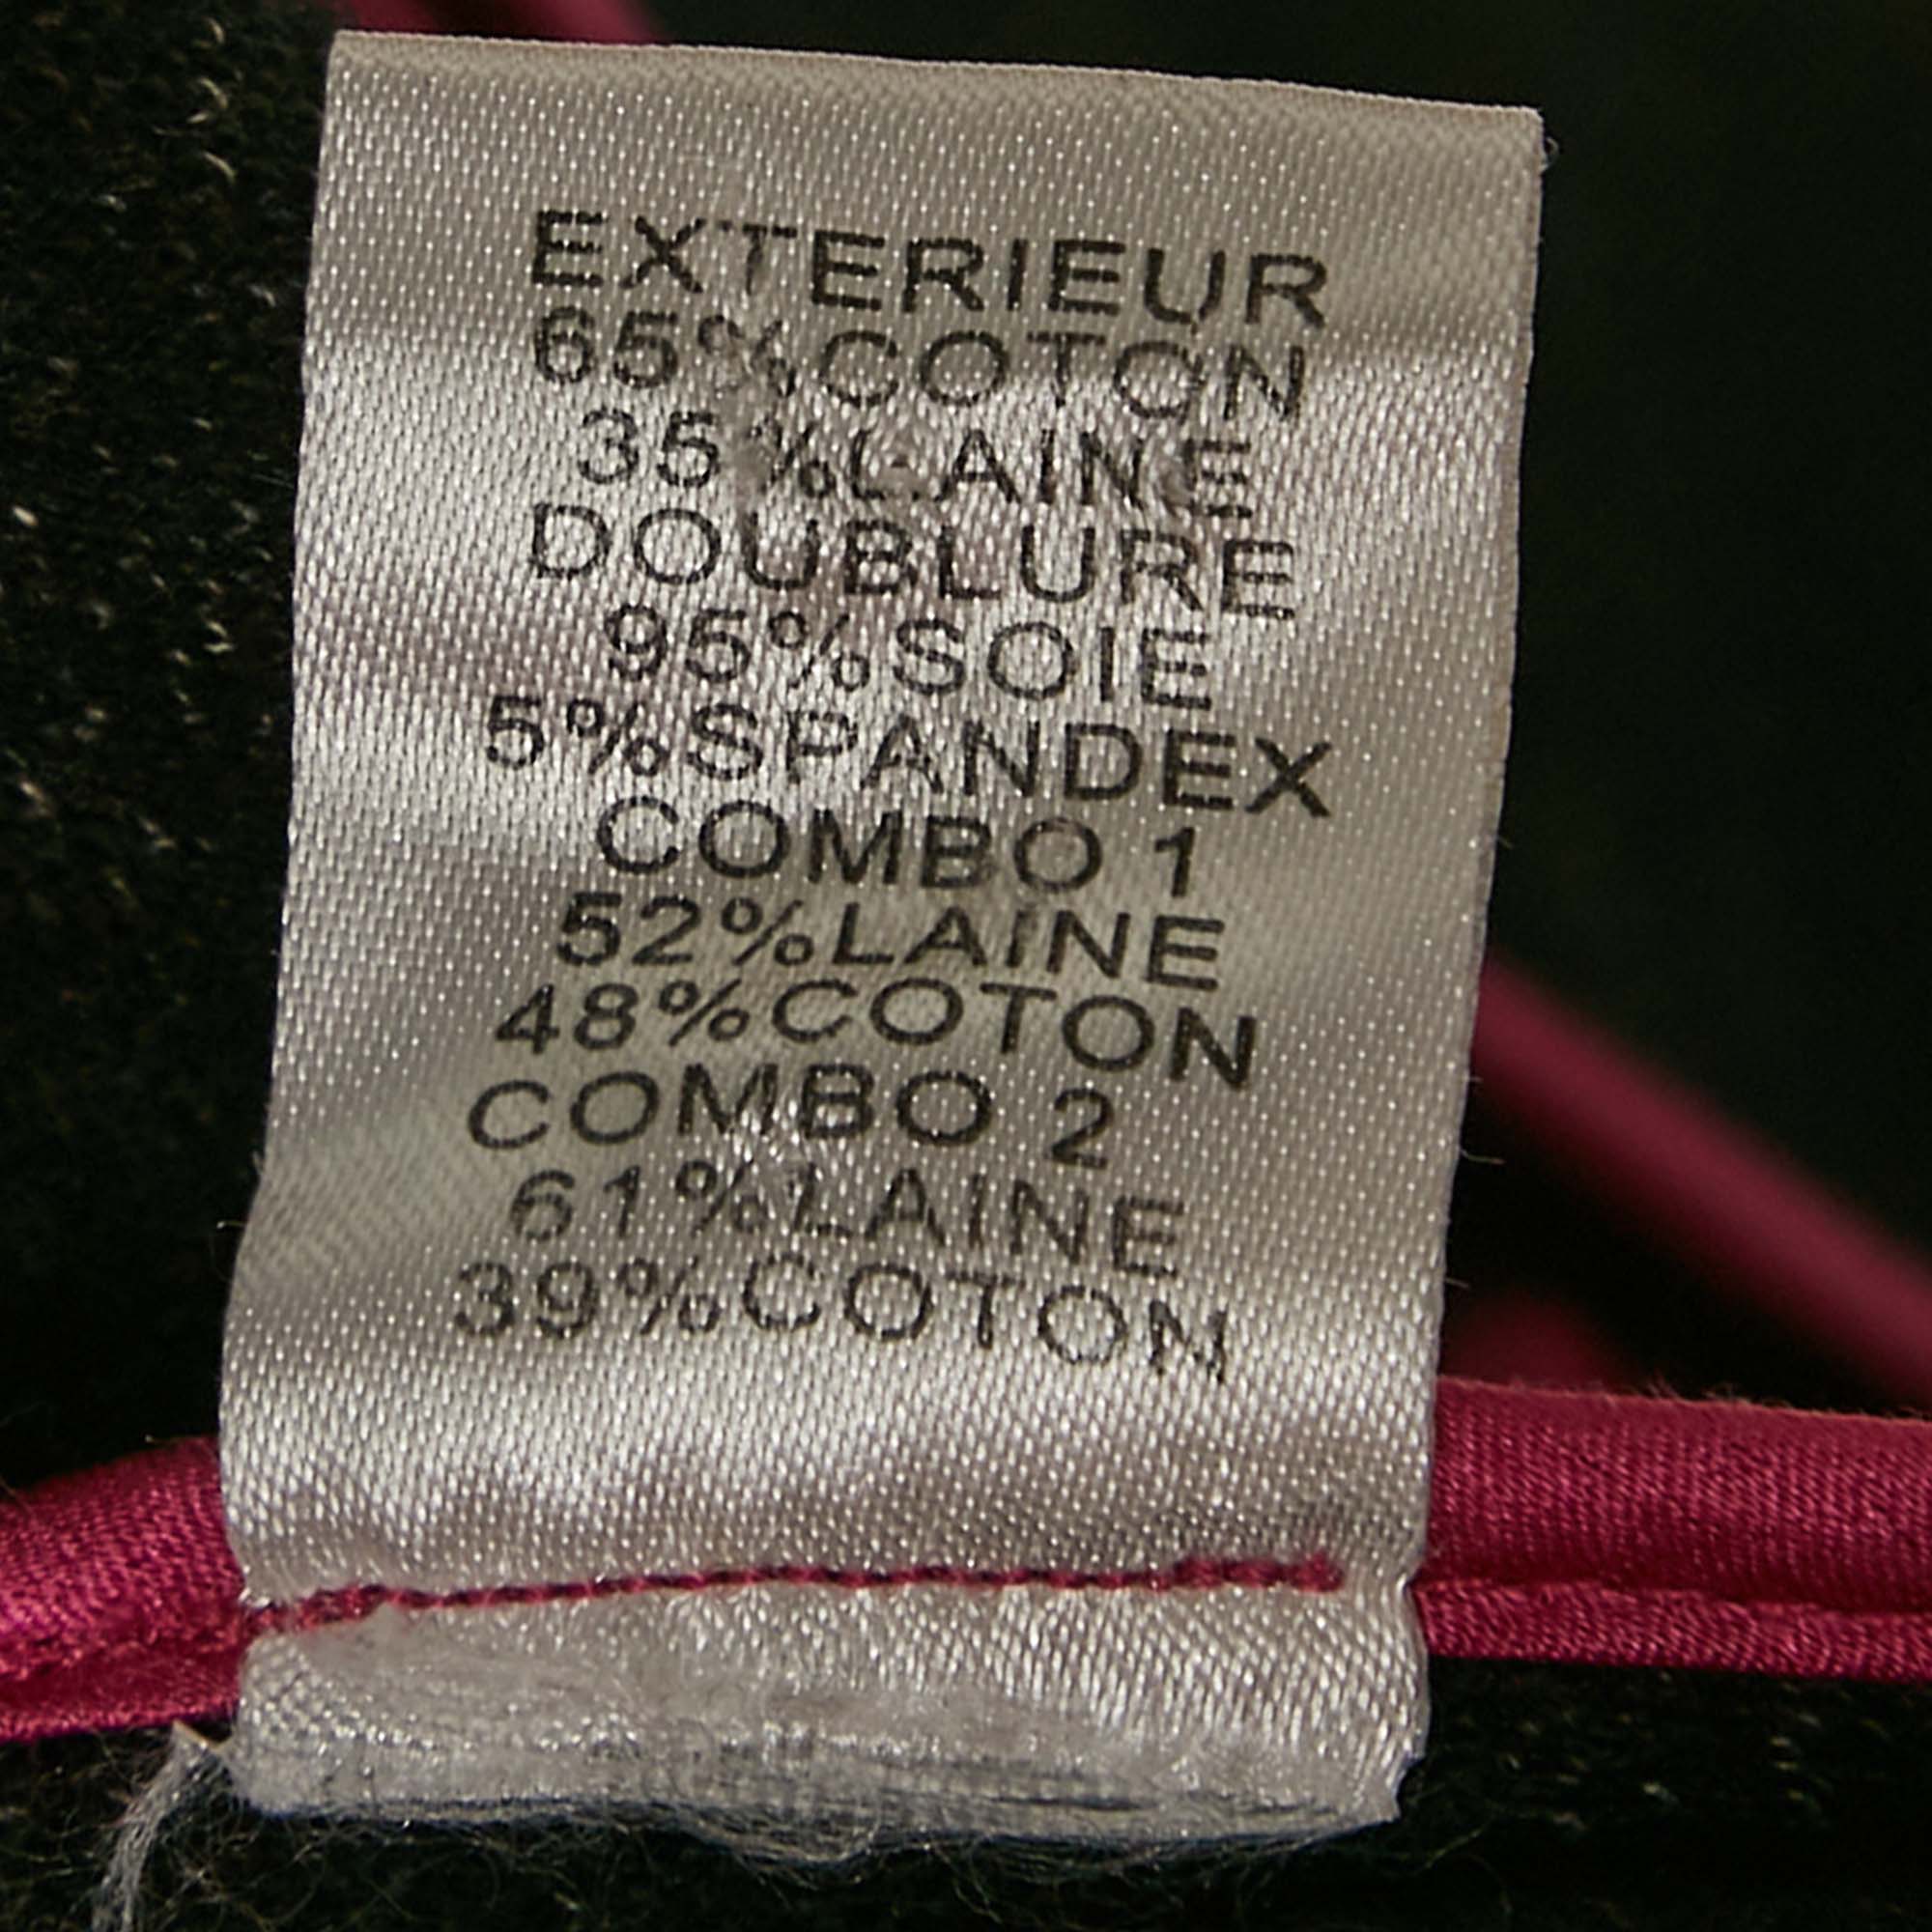 EXTERIEUR
65%COTON
35%LAINE
DOUBLURE
95%SOIE
5%SPANDEX
COMBO 1
52%LAINE
48%COTON
COMBO 2
61%LAINE
39%COTON